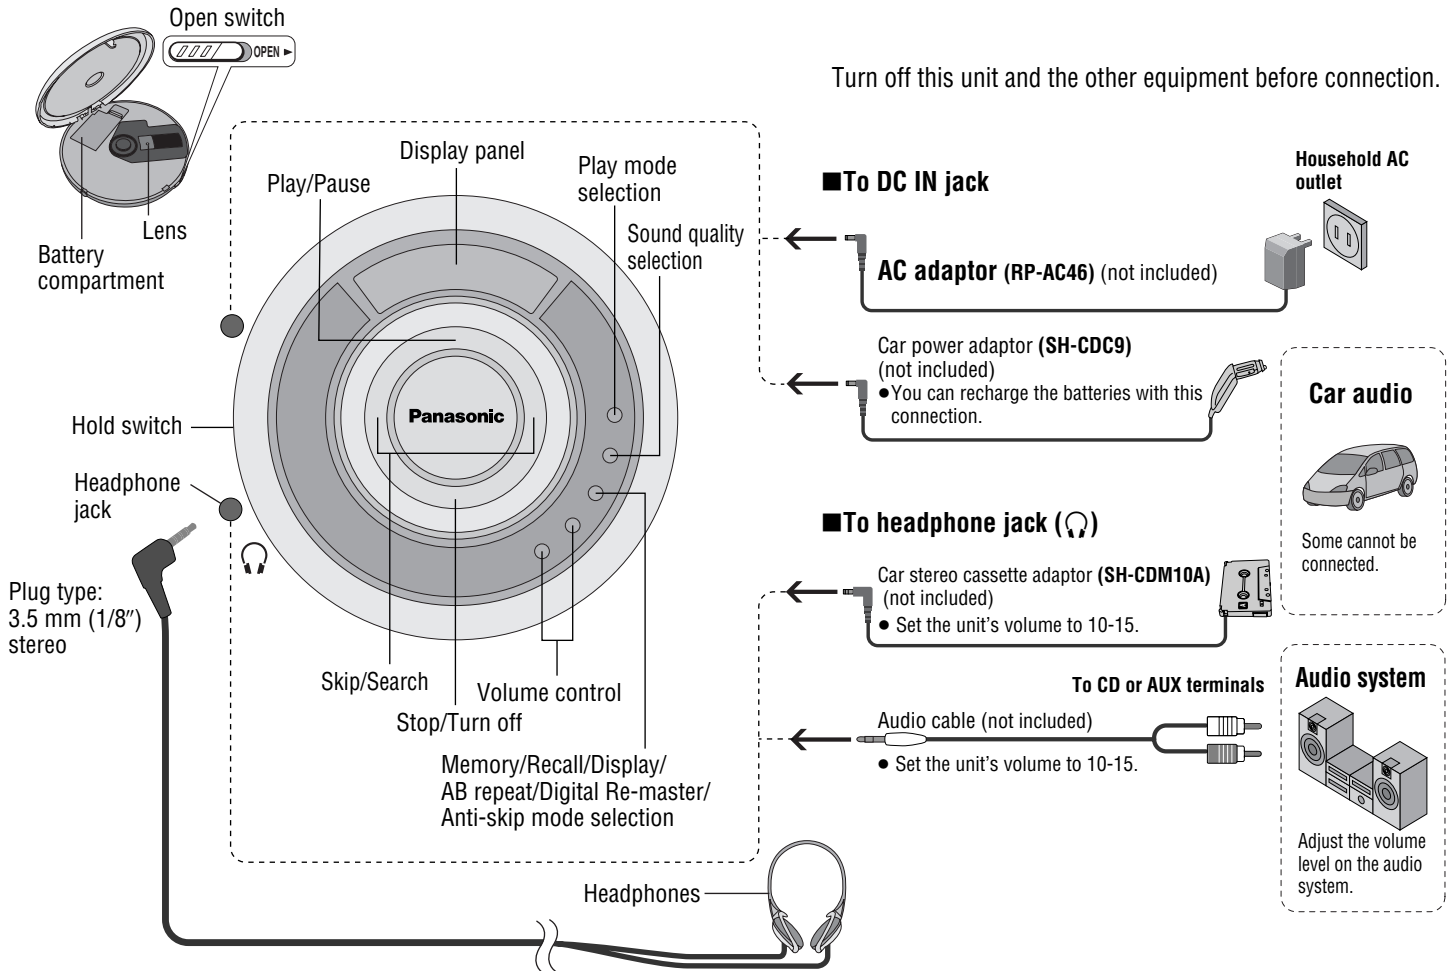 Open switch
OPEN
Turn off this unit and the other equipment before connection.
Lens
Battery
compartment
Display panel
Play/Pause
Play mode
selection
Sound quality
selection
Panasonic
Hold switch
Headphone
jack
Plug type:
3.5 mm (1/8″)
stereo
Skip/Search
Volume control
Stop/Turn off
Memory/Recall/Display/
AB repeat/Digital Re-master/
Anti-skip mode selection
Headphones
■To DC IN jack
Household AC
outlet
AC adaptor (RP-AC46) (not included)
Car power adaptor (SH-CDC9)
(not included)
●You can recharge the batteries with this
connection.
Car audio
Some cannot be
connected.
■To headphone jack (🎧)
Car stereo cassette adaptor (SH-CDM10A)
(not included)
● Set the unit's volume to 10-15.
To CD or AUX terminals
Audio cable (not included)
● Set the unit's volume to 10-15.
Audio system
Adjust the volume
level on the audio
system.